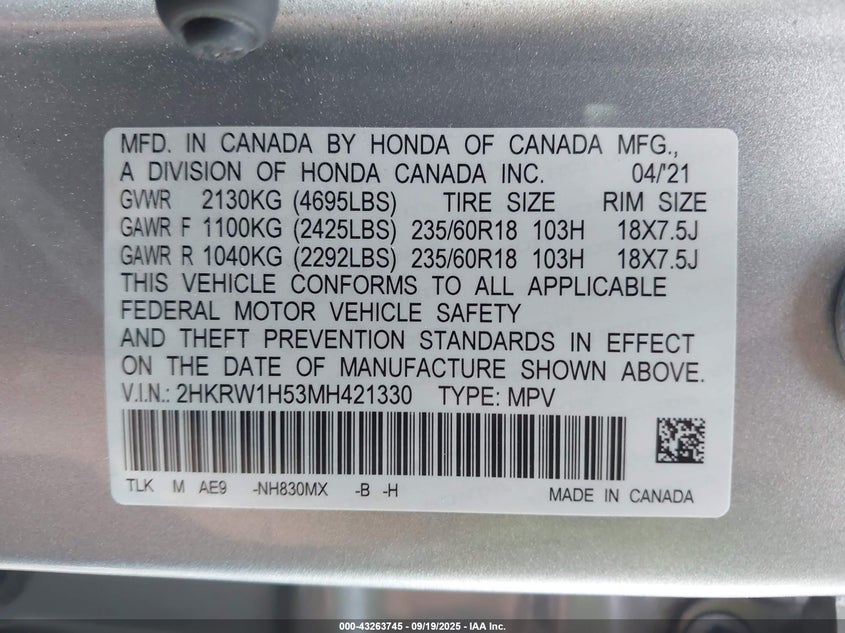 MFD. IN CANADA BY HONDA OF CANADA MFG.,
A DIVISION OF HONDA CANADA INC. 04/'21
GVWR 2130KG (4695LBS) TIRE SIZE RIM SIZE
GAWR F 1100KG (2425LBS) 235/60R18 103H 18X7.5J
GAWR R 1040KG (2292LBS) 235/60R18 103H 18X7.5J
THIS VEHICLE CONFORMS TO ALL APPLICABLE
FEDERAL MOTOR VEHICLE SAFETY
AND THEFT PREVENTION STANDARDS IN EFFECT
ON THE DATE OF MANUFACTURE SHOWN ABOVE.
V.I.N.: 2HKRW1H53MH421330 TYPE: MPV
TLK M AE9 -NH830MX -B -H MADE IN CANADA
000-43263745 - 09/19/2025 - IAA Inc.